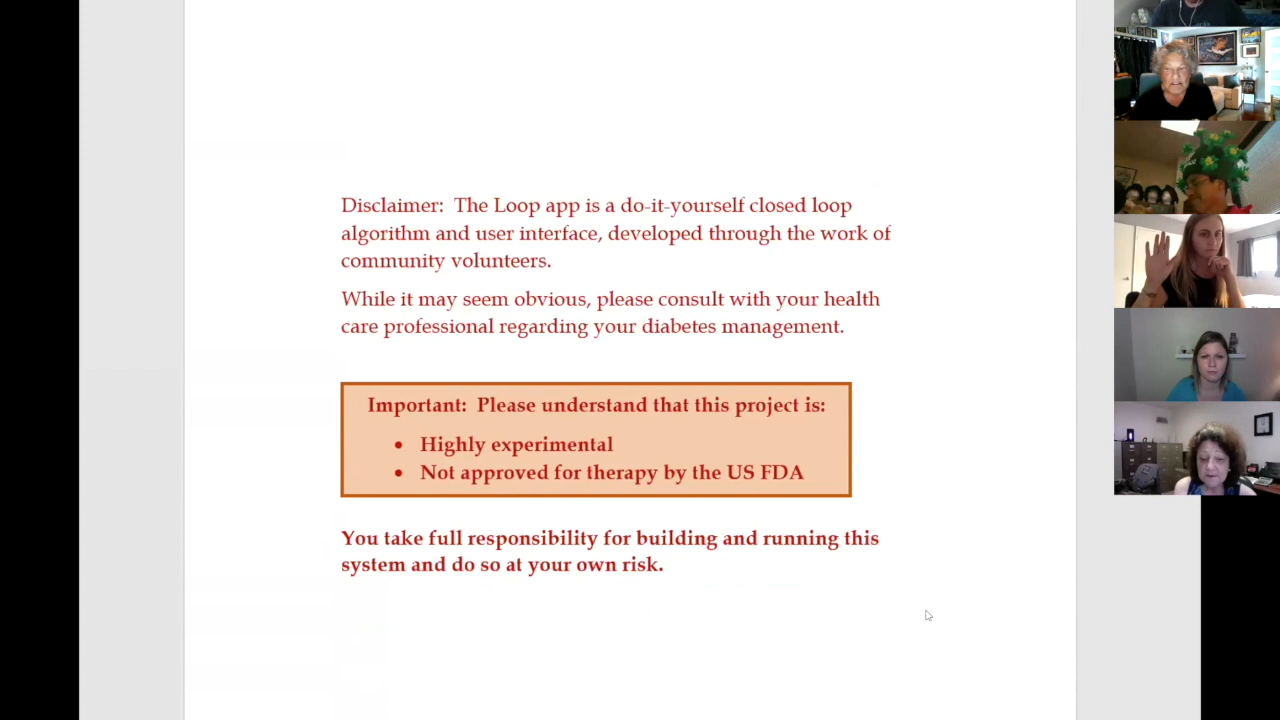 Disclaimer:  The Loop app is a do-it-yourself closed loop
algorithm and user interface, developed through the work of
community volunteers.
While it may seem obvious, please consult with your health
care professional regarding your diabetes management.
Important:  Please understand that this project is:
• Highly experimental
• Not approved for therapy by the US FDA
You take full responsibility for building and running this
system and do so at your own risk.